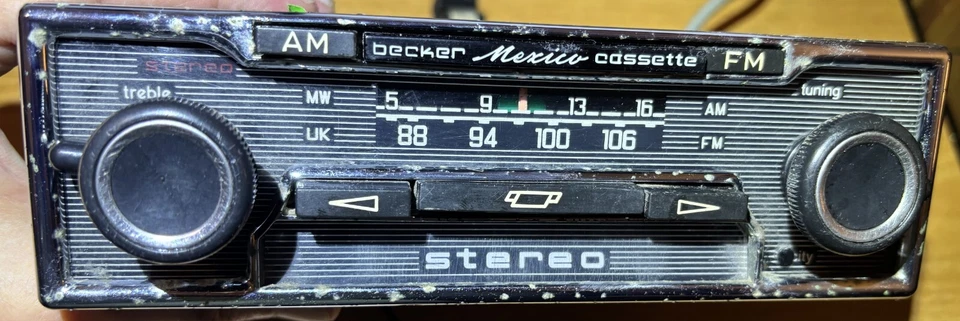 AM becker Mexico cassette FM
stereo
treble
tuning
MW 5 9 13 16 AM
UK 88 94 100 106 FM
stereo